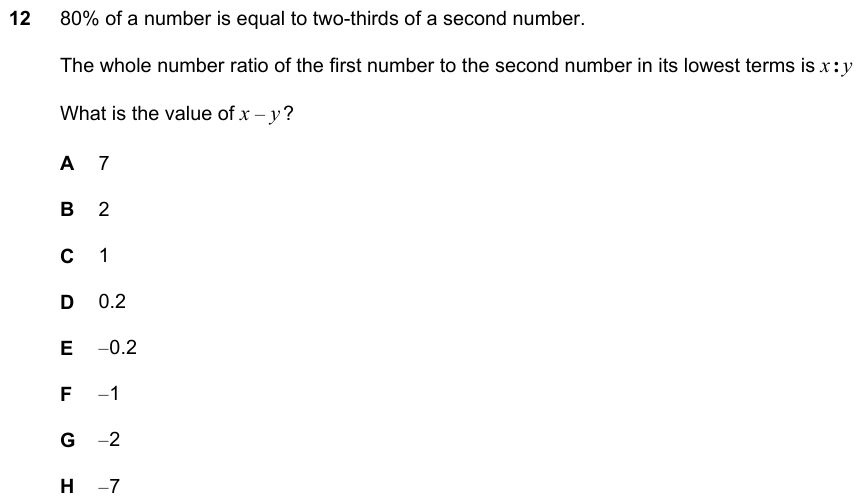 12 80% of a number is equal to two-thirds of a second number.
The whole number ratio of the first number to the second number in its lowest terms is x : y
What is the value of x – y ?
A 7
B 2
C 1
D 0.2
E –0.2
F –1
G –2
H –7